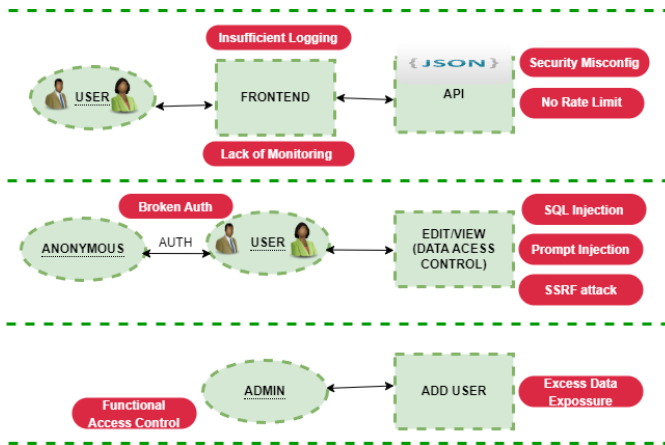 Insufficient Logging
{JSON}
Security Misconfig
USER
FRONTEND
API
No Rate Limit
Lack of Monitoring
Broken Auth
SQL Injection
ANONYMOUS
AUTH
USER
EDIT/VIEW
(DATA ACESS
CONTROL)
Prompt Injection
SSRF attack
ADMIN
ADD USER
Excess Data
Expossure
Functional
Access Control